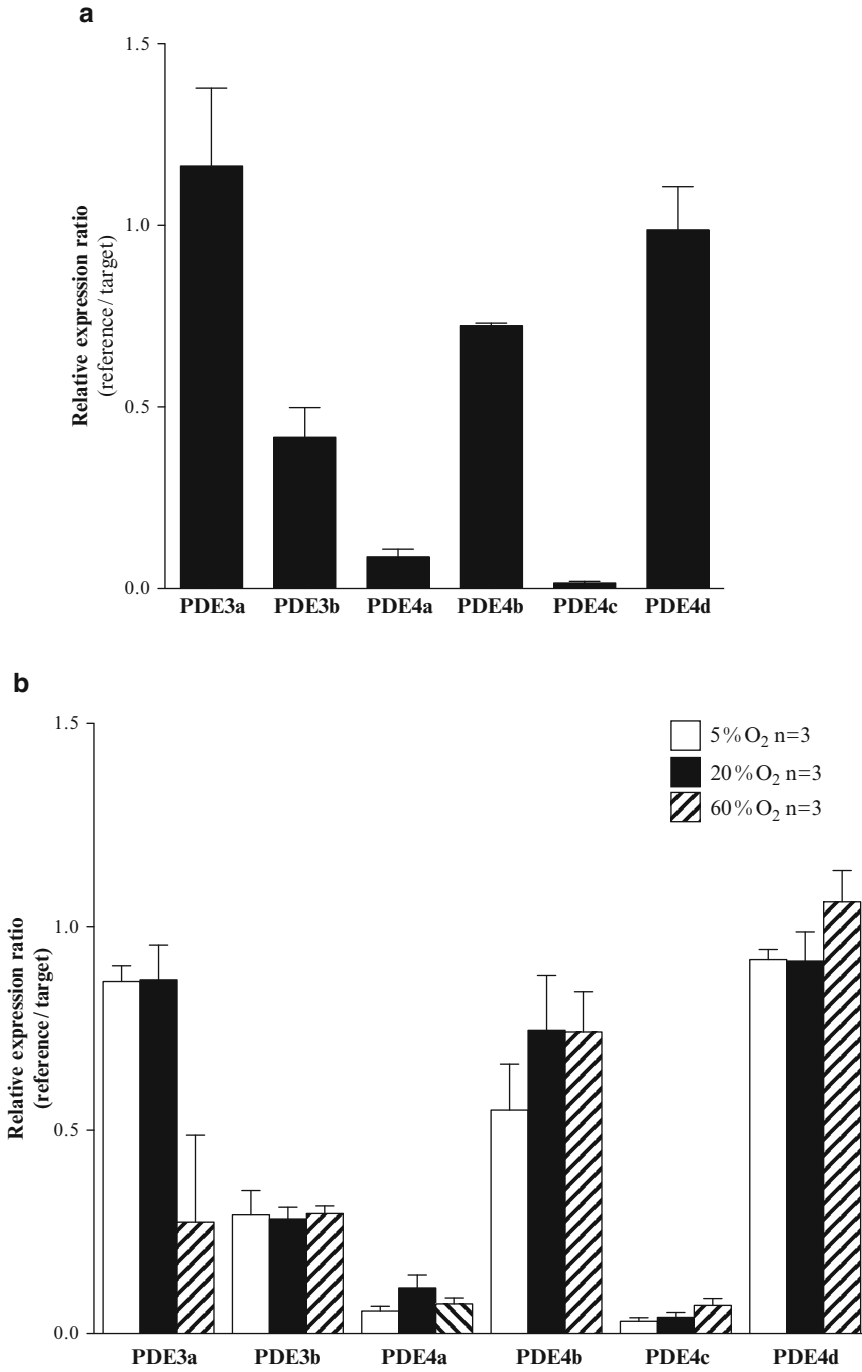 a
1.5
1.0
0.5
0.0
Relative expression ratio
(reference/target)
PDE3a PDE3b PDE4a PDE4b PDE4c PDE4d
b
1.5
1.0
0.5
0.0
Relative expression ratio
(reference/target)
5%O₂ n=3
20%O₂ n=3
60%O₂ n=3
PDE3a PDE3b PDE4a PDE4b PDE4c PDE4d